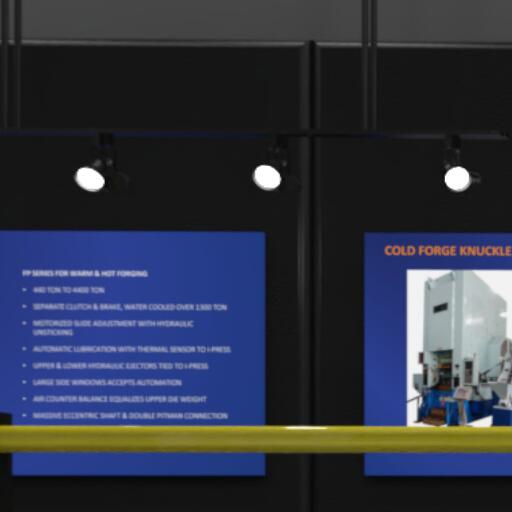 FP SERIES FOR WARM & HOT FORGING
• 440 TON TO 4400 TON
• SEPARATE CLUTCH & BRAKE, WATER COOLED OVER 1300 TON
• MOTORIZED SLIDE ADJUSTMENT WITH HYDRAULIC
UNSTICKING
• AUTOMATIC LUBRICATION WITH THERMAL SENSOR TO I-PRESS
• UPPER & LOWER HYDRAULIC EJECTORS TIED TO I-PRESS
• LARGE SIDE WINDOWS ACCEPTS AUTOMATION
• AIR COUNTER BALANCE EQUALIZES UPPER DIE WEIGHT
• MASSIVE ECCENTRIC SHAFT & DOUBLE PITMAN CONNECTION
COLD FORGE KNUCKLE